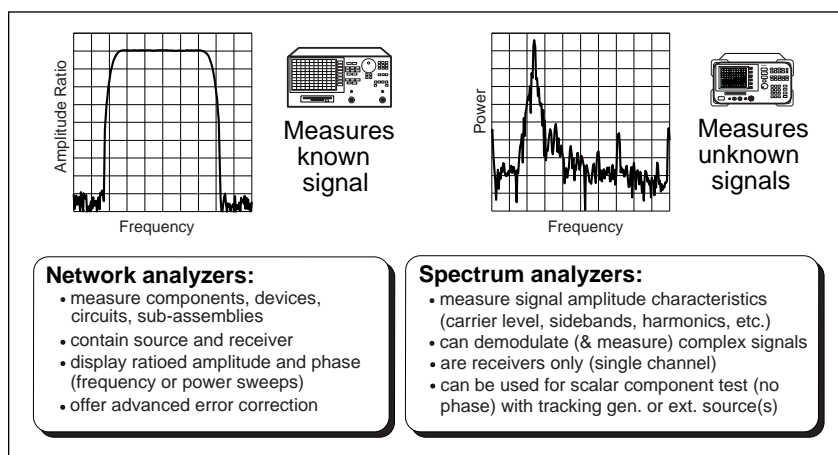 Amplitude Ratio
Frequency
Measures
known
signal
Power
Frequency
Measures
unknown
signals
Network analyzers:
• measure components, devices,
circuits, sub-assemblies
• contain source and receiver
• display ratioed amplitude and phase
(frequency or power sweeps)
• offer advanced error correction
Spectrum analyzers:
• measure signal amplitude characteristics
(carrier level, sidebands, harmonics, etc.)
• can demodulate (& measure) complex signals
• are receivers only (single channel)
• can be used for scalar component test (no
phase) with tracking gen. or ext. source(s)